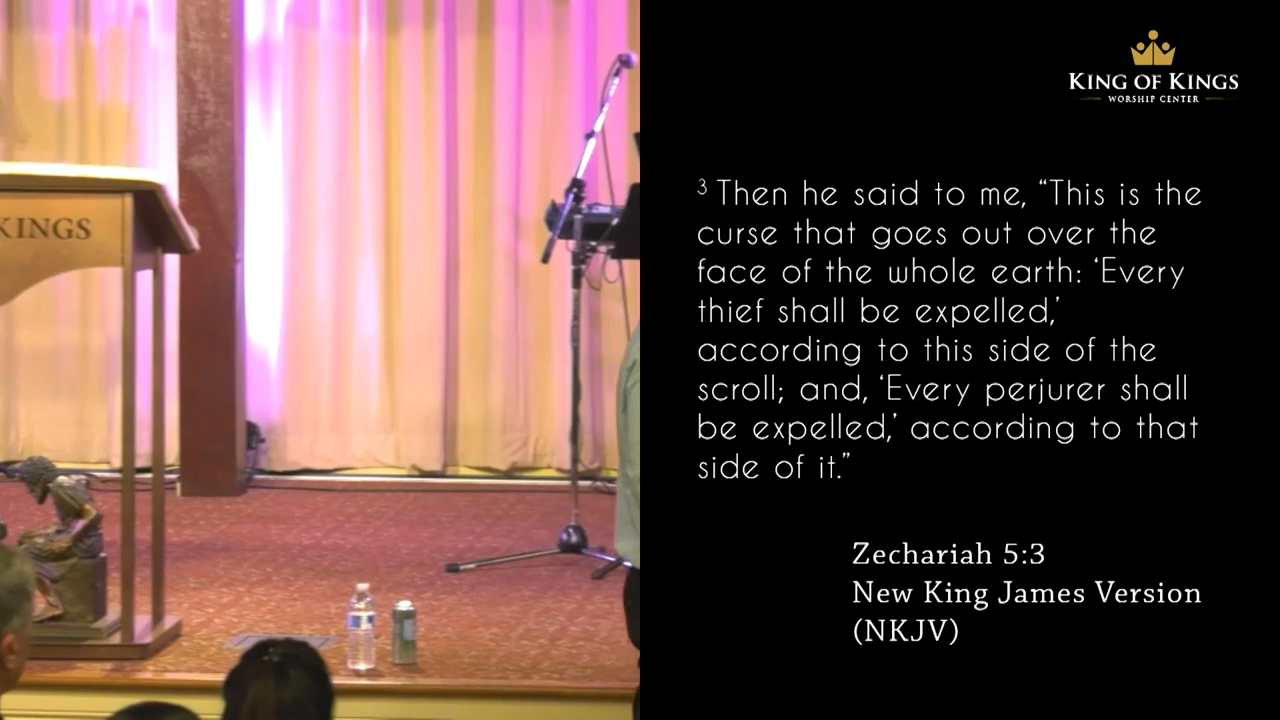 KINGS
KING OF KINGS
WORSHIP CENTER
3 Then he said to me, “This is the
curse that goes out over the
face of the whole earth: ‘Every
thief shall be expelled,’
according to this side of the
scroll; and, ‘Every perjurer shall
be expelled,’ according to that
side of it.”
Zechariah 5:3
New King James Version
(NKJV)